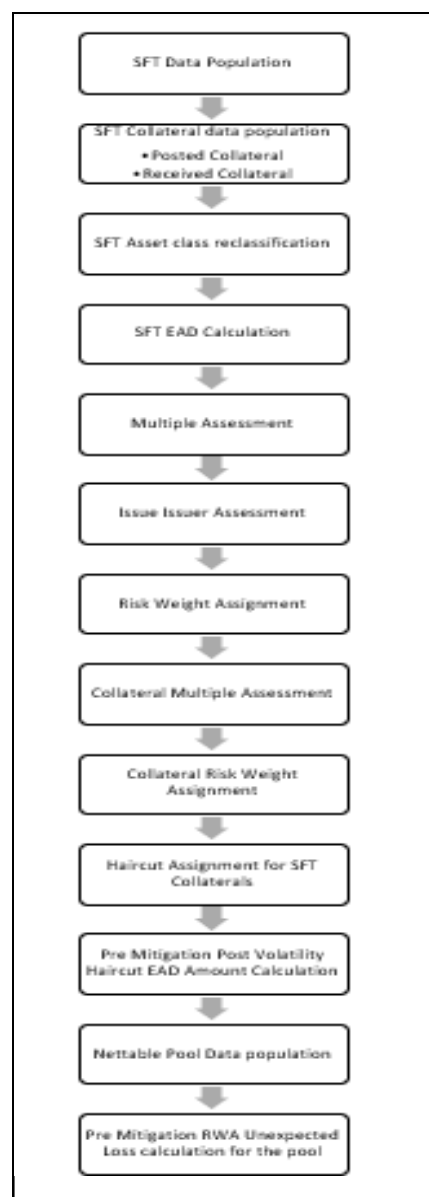 SFT Data Population
SFT Collateral data population
•Posted Collateral
•Received Collateral
SFT Asset class reclassification
SFT EAD Calculation
Multiple Assessment
Issue Issuer Assessment
Risk Weight Assignment
Collateral Multiple Assessment
Collateral Risk Weight
Assignment
Haircut Assignment for SFT
Collaterals
Pre Mitigation Post Volatility
Haircut EAD Amount Calculation
Nettable Pool Data population
Pre Mitigation RWA Unexpected
Loss calculation for the pool